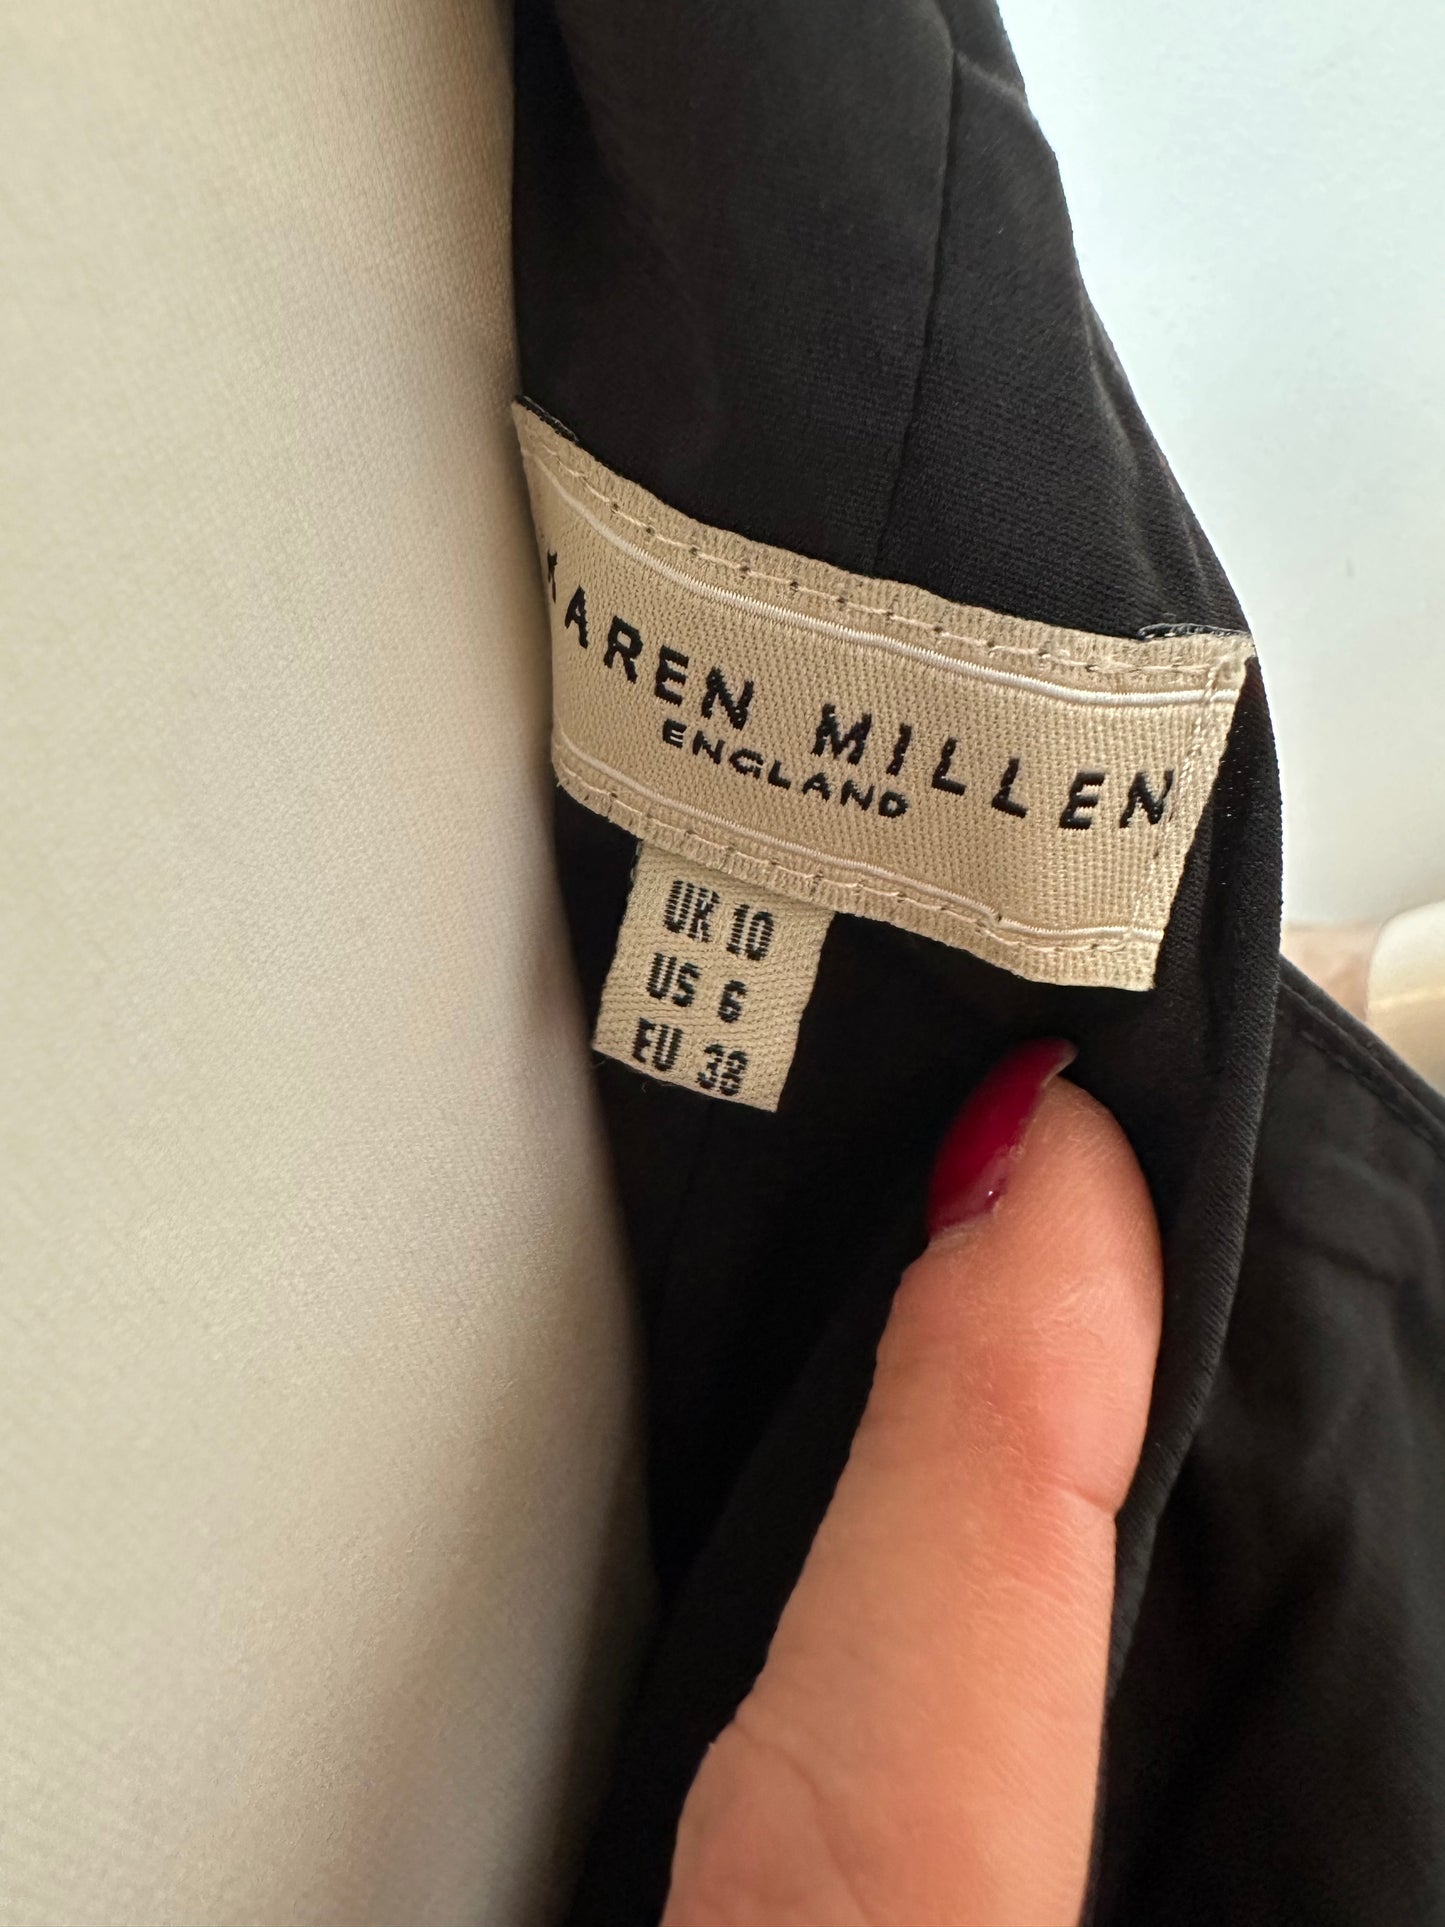 KAREN MILLEN
ENGLAND
UK 10
US 6
EU 38